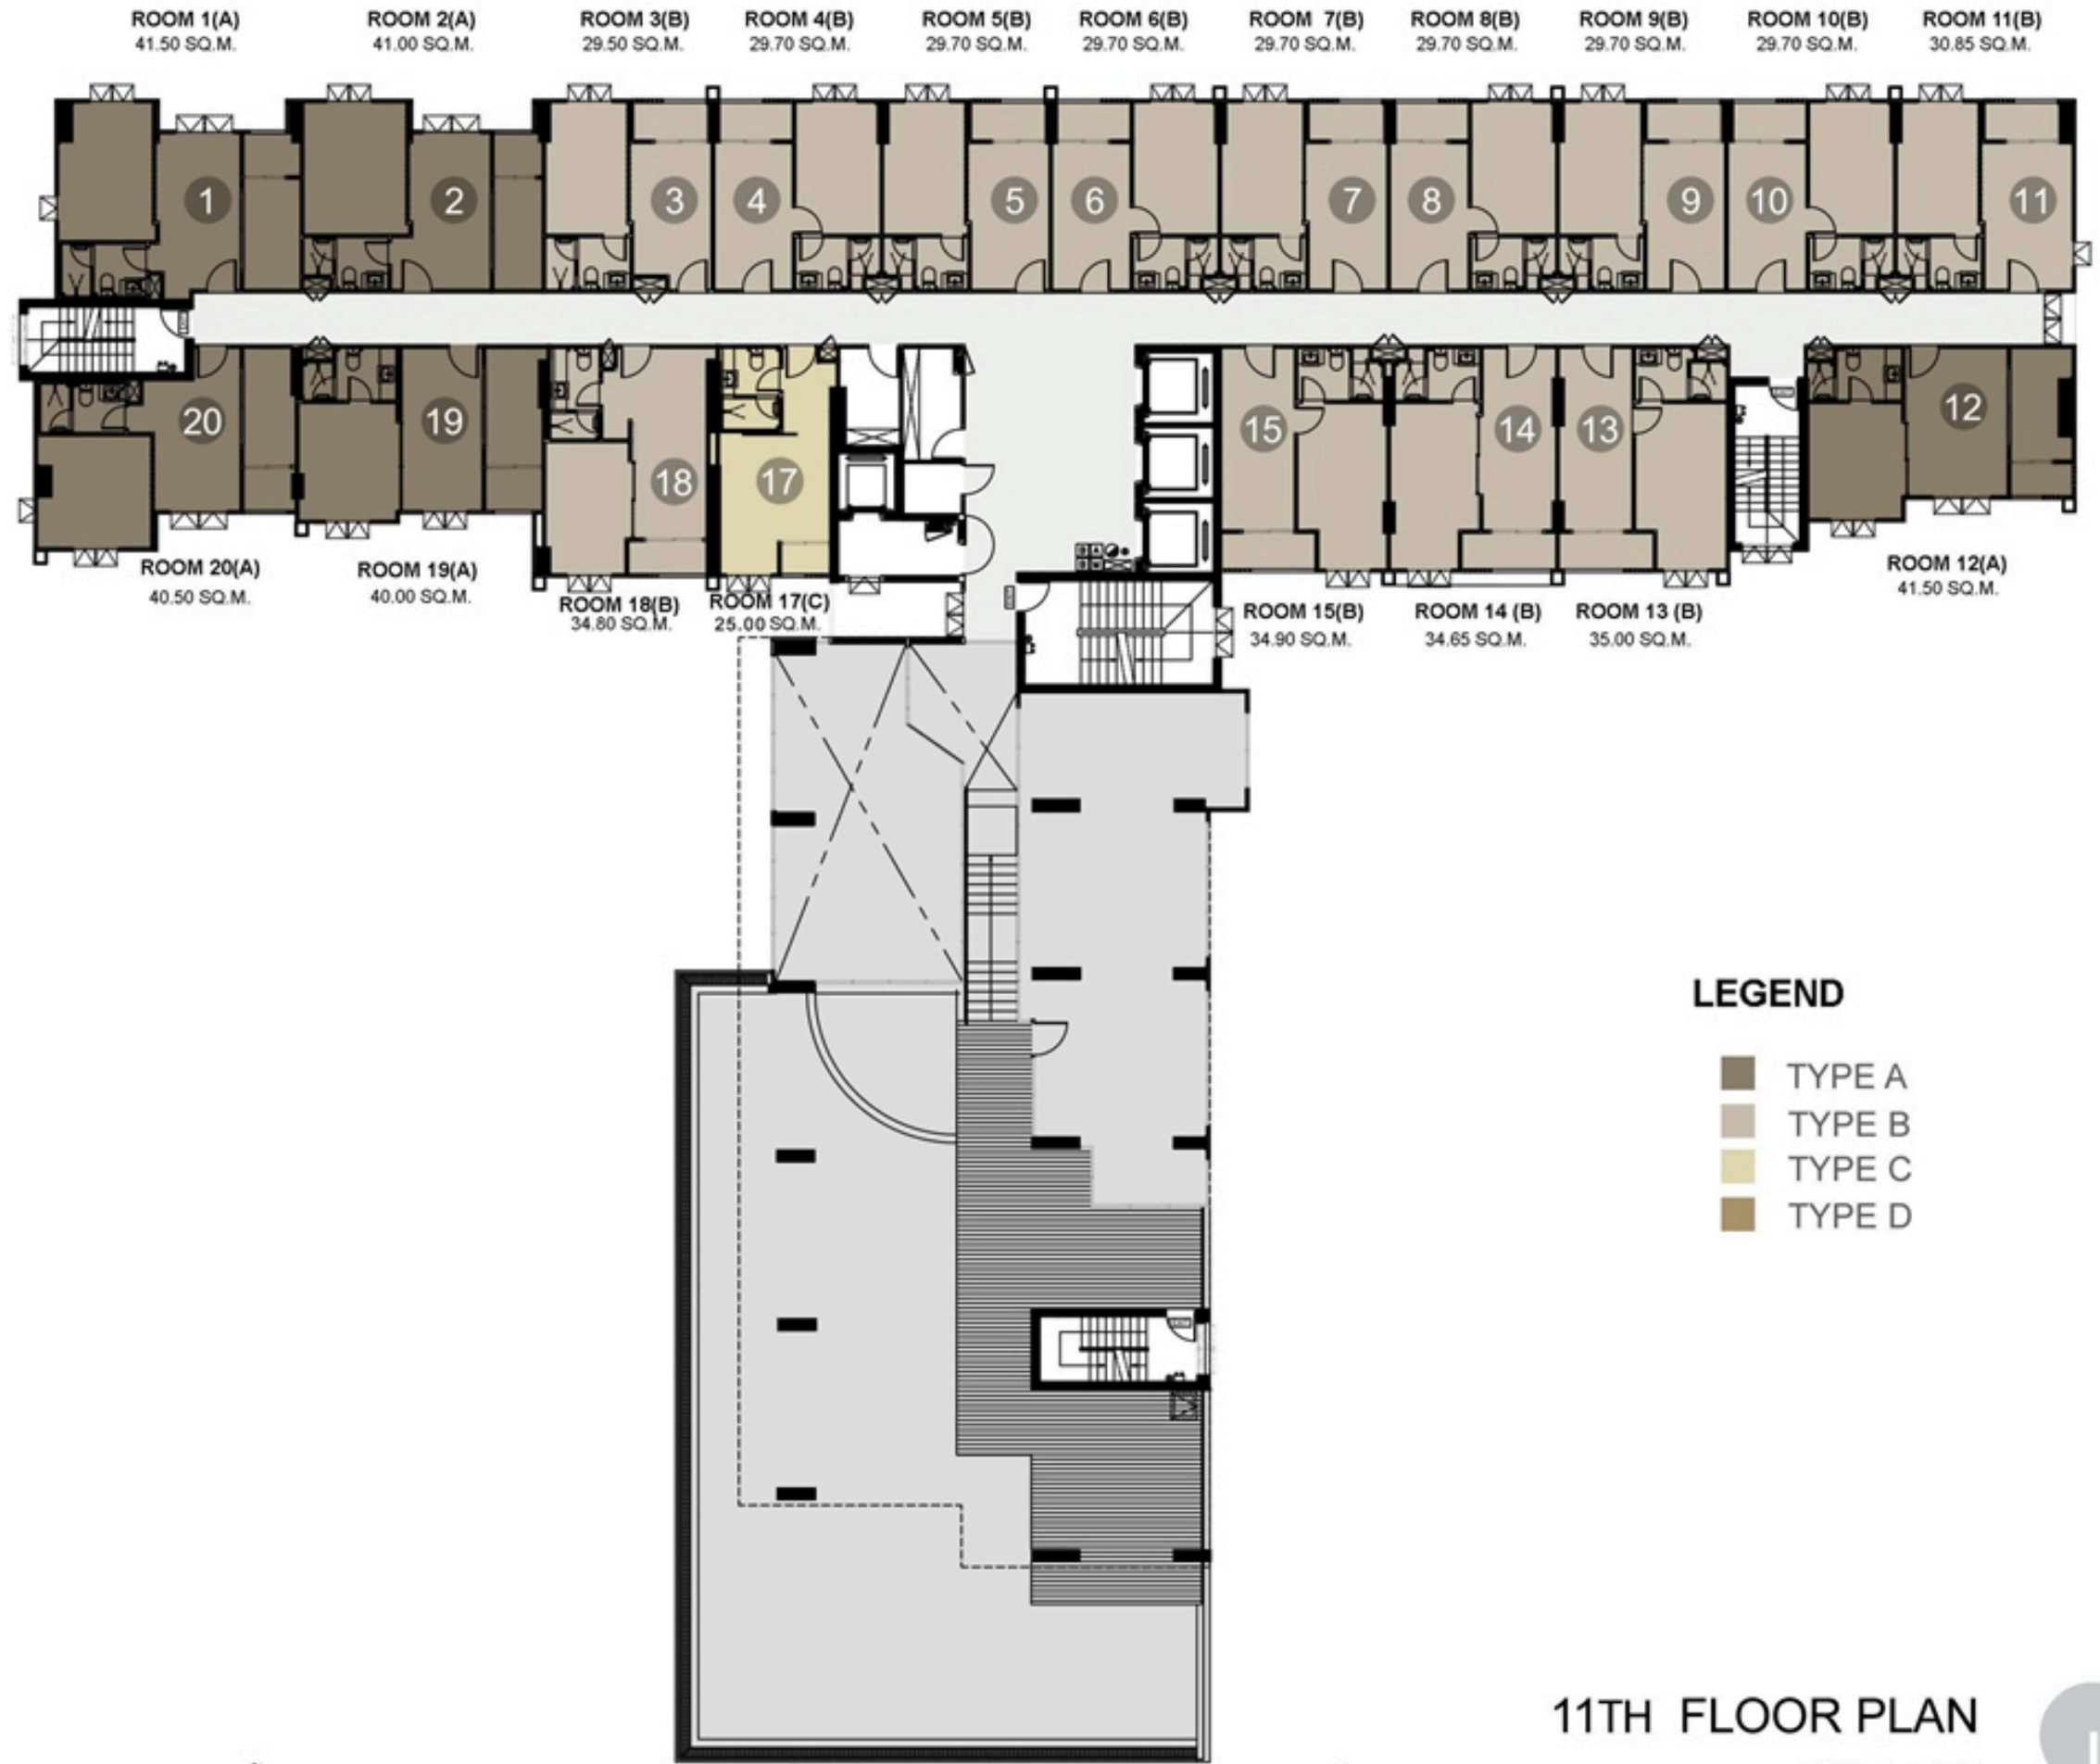 ROOM 1(A)
41.50 SQ.M.
ROOM 2(A)
41.00 SQ.M.
ROOM 3(B)
29.50 SQ.M.
ROOM 4(B)
29.70 SQ.M.
ROOM 5(B)
29.70 SQ.M.
ROOM 6(B)
29.70 SQ.M.
ROOM 7(B)
29.70 SQ.M.
ROOM 8(B)
29.70 SQ.M.
ROOM 9(B)
29.70 SQ.M.
ROOM 10(B)
29.70 SQ.M.
ROOM 11(B)
30.85 SQ.M.
1
2
3
4
5
6
7
8
9
10
11
20
19
18
17
15
14
13
12
ROOM 20(A)
40.50 SQ.M.
ROOM 19(A)
40.00 SQ.M.
ROOM 18(B)
34.80 SQ.M.
ROOM 17(C)
25.00 SQ.M.
ROOM 15(B)
34.90 SQ.M.
ROOM 14 (B)
34.65 SQ.M.
ROOM 13 (B)
35.00 SQ.M.
ROOM 12(A)
41.50 SQ.M.
LEGEND
TYPE A
TYPE B
TYPE C
TYPE D
11TH FLOOR PLAN